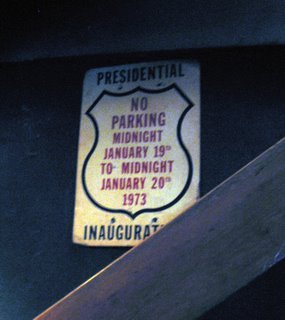 PRESIDENTIAL
NO
PARKING
MIDNIGHT
JANUARY 19th
TO MIDNIGHT
JANUARY 20th
1973
INAUGURAT